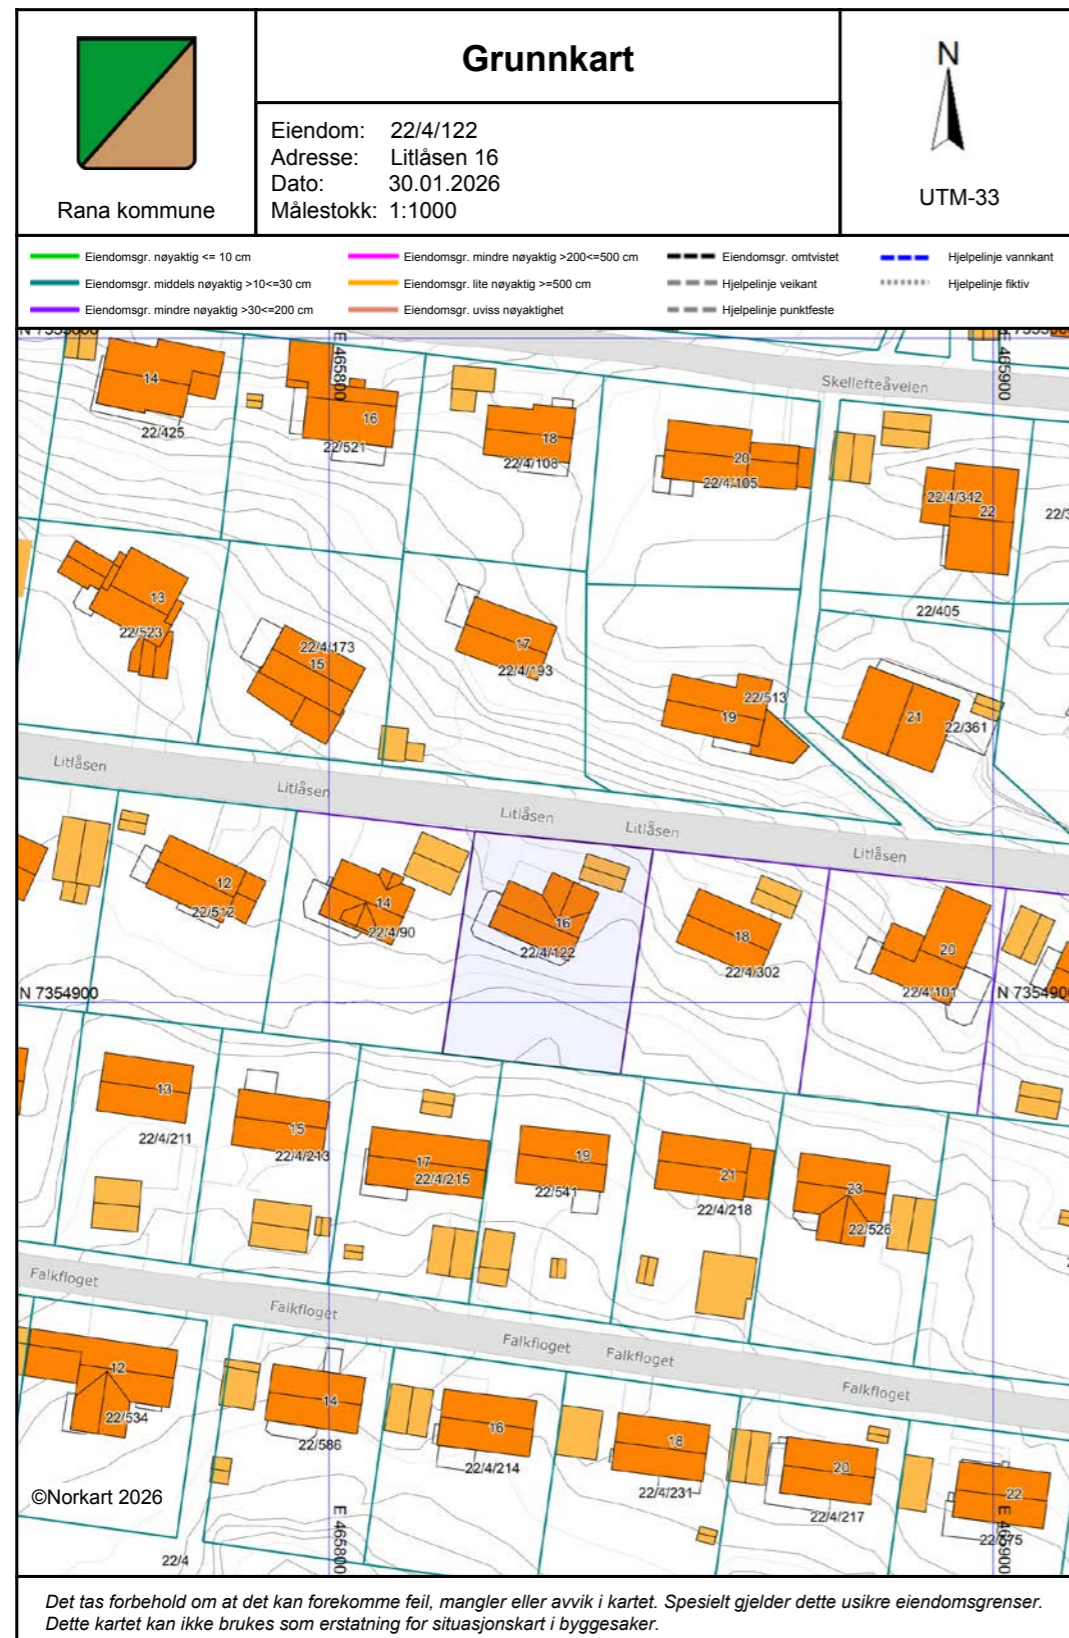 Grunnkart
Rana kommune
Eiendom: 22/4/122
Adresse: Litlåsen 16
Dato: 30.01.2026
Målestokk: 1:1000
N
UTM-33
Eiendomsgr. nøyaktig <= 10 cm
Eiendomsgr. middels nøyaktig >10<=30 cm
Eiendomsgr. mindre nøyaktig >30<=200 cm
Eiendomsgr. mindre nøyaktig >200<=500 cm
Eiendomsgr. lite nøyaktig >=500 cm
Eiendomsgr. uviss nøyaktighet
Eiendomsgr. omtvistet
Hjelpelinje veikant
Hjelpelinje punktfeste
Hjelpelinje vannkant
Hjelpelinje fiktiv
E 465800
E 465900
Skellefteåveien
14
22/425
16
22/521
18
22/4/108
20
22/4/105
22/4/342
22
13
22/523
22/4/173
15
17
22/4/193
22/405
22/513
19
21
22/361
Litlåsen
Litlåsen
Litlåsen
Litlåsen
Litlåsen
12
22/512
14
22/4/90
16
22/4/122
18
22/4/302
20
22/4/101
N 7354900
N 7354900
13
22/4/211
15
22/4/213
17
22/4/215
19
22/541
21
22/4/218
23
22/526
Falkfloget
Falkfloget
Falkfloget
Falkfloget
Falkfloget
12
22/534
14
22/586
16
22/4/214
18
22/4/231
20
22/4/217
22
22/575
©Norkart 2026
22/4
E 465800
E 465900
Det tas forbehold om at det kan forekomme feil, mangler eller avvik i kartet. Spesielt gjelder dette usikre eiendomsgrenser.
Dette kartet kan ikke brukes som erstatning for situasjonskart i byggesaker.